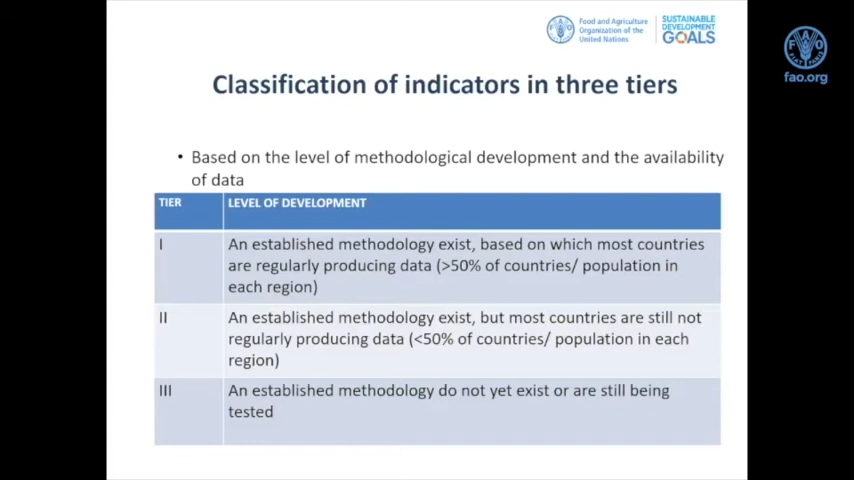 Food and Agriculture
Organization of the
United Nations
SUSTAINABLE
DEVELOPMENT
GOALS
fao.org
Classification of indicators in three tiers
• Based on the level of methodological development and the availability
of data
TIER LEVEL OF DEVELOPMENT
I An established methodology exist, based on which most countries
are regularly producing data (>50% of countries/ population in
each region)
II An established methodology exist, but most countries are still not
regularly producing data (<50% of countries/ population in each
region)
III An established methodology do not yet exist or are still being
tested